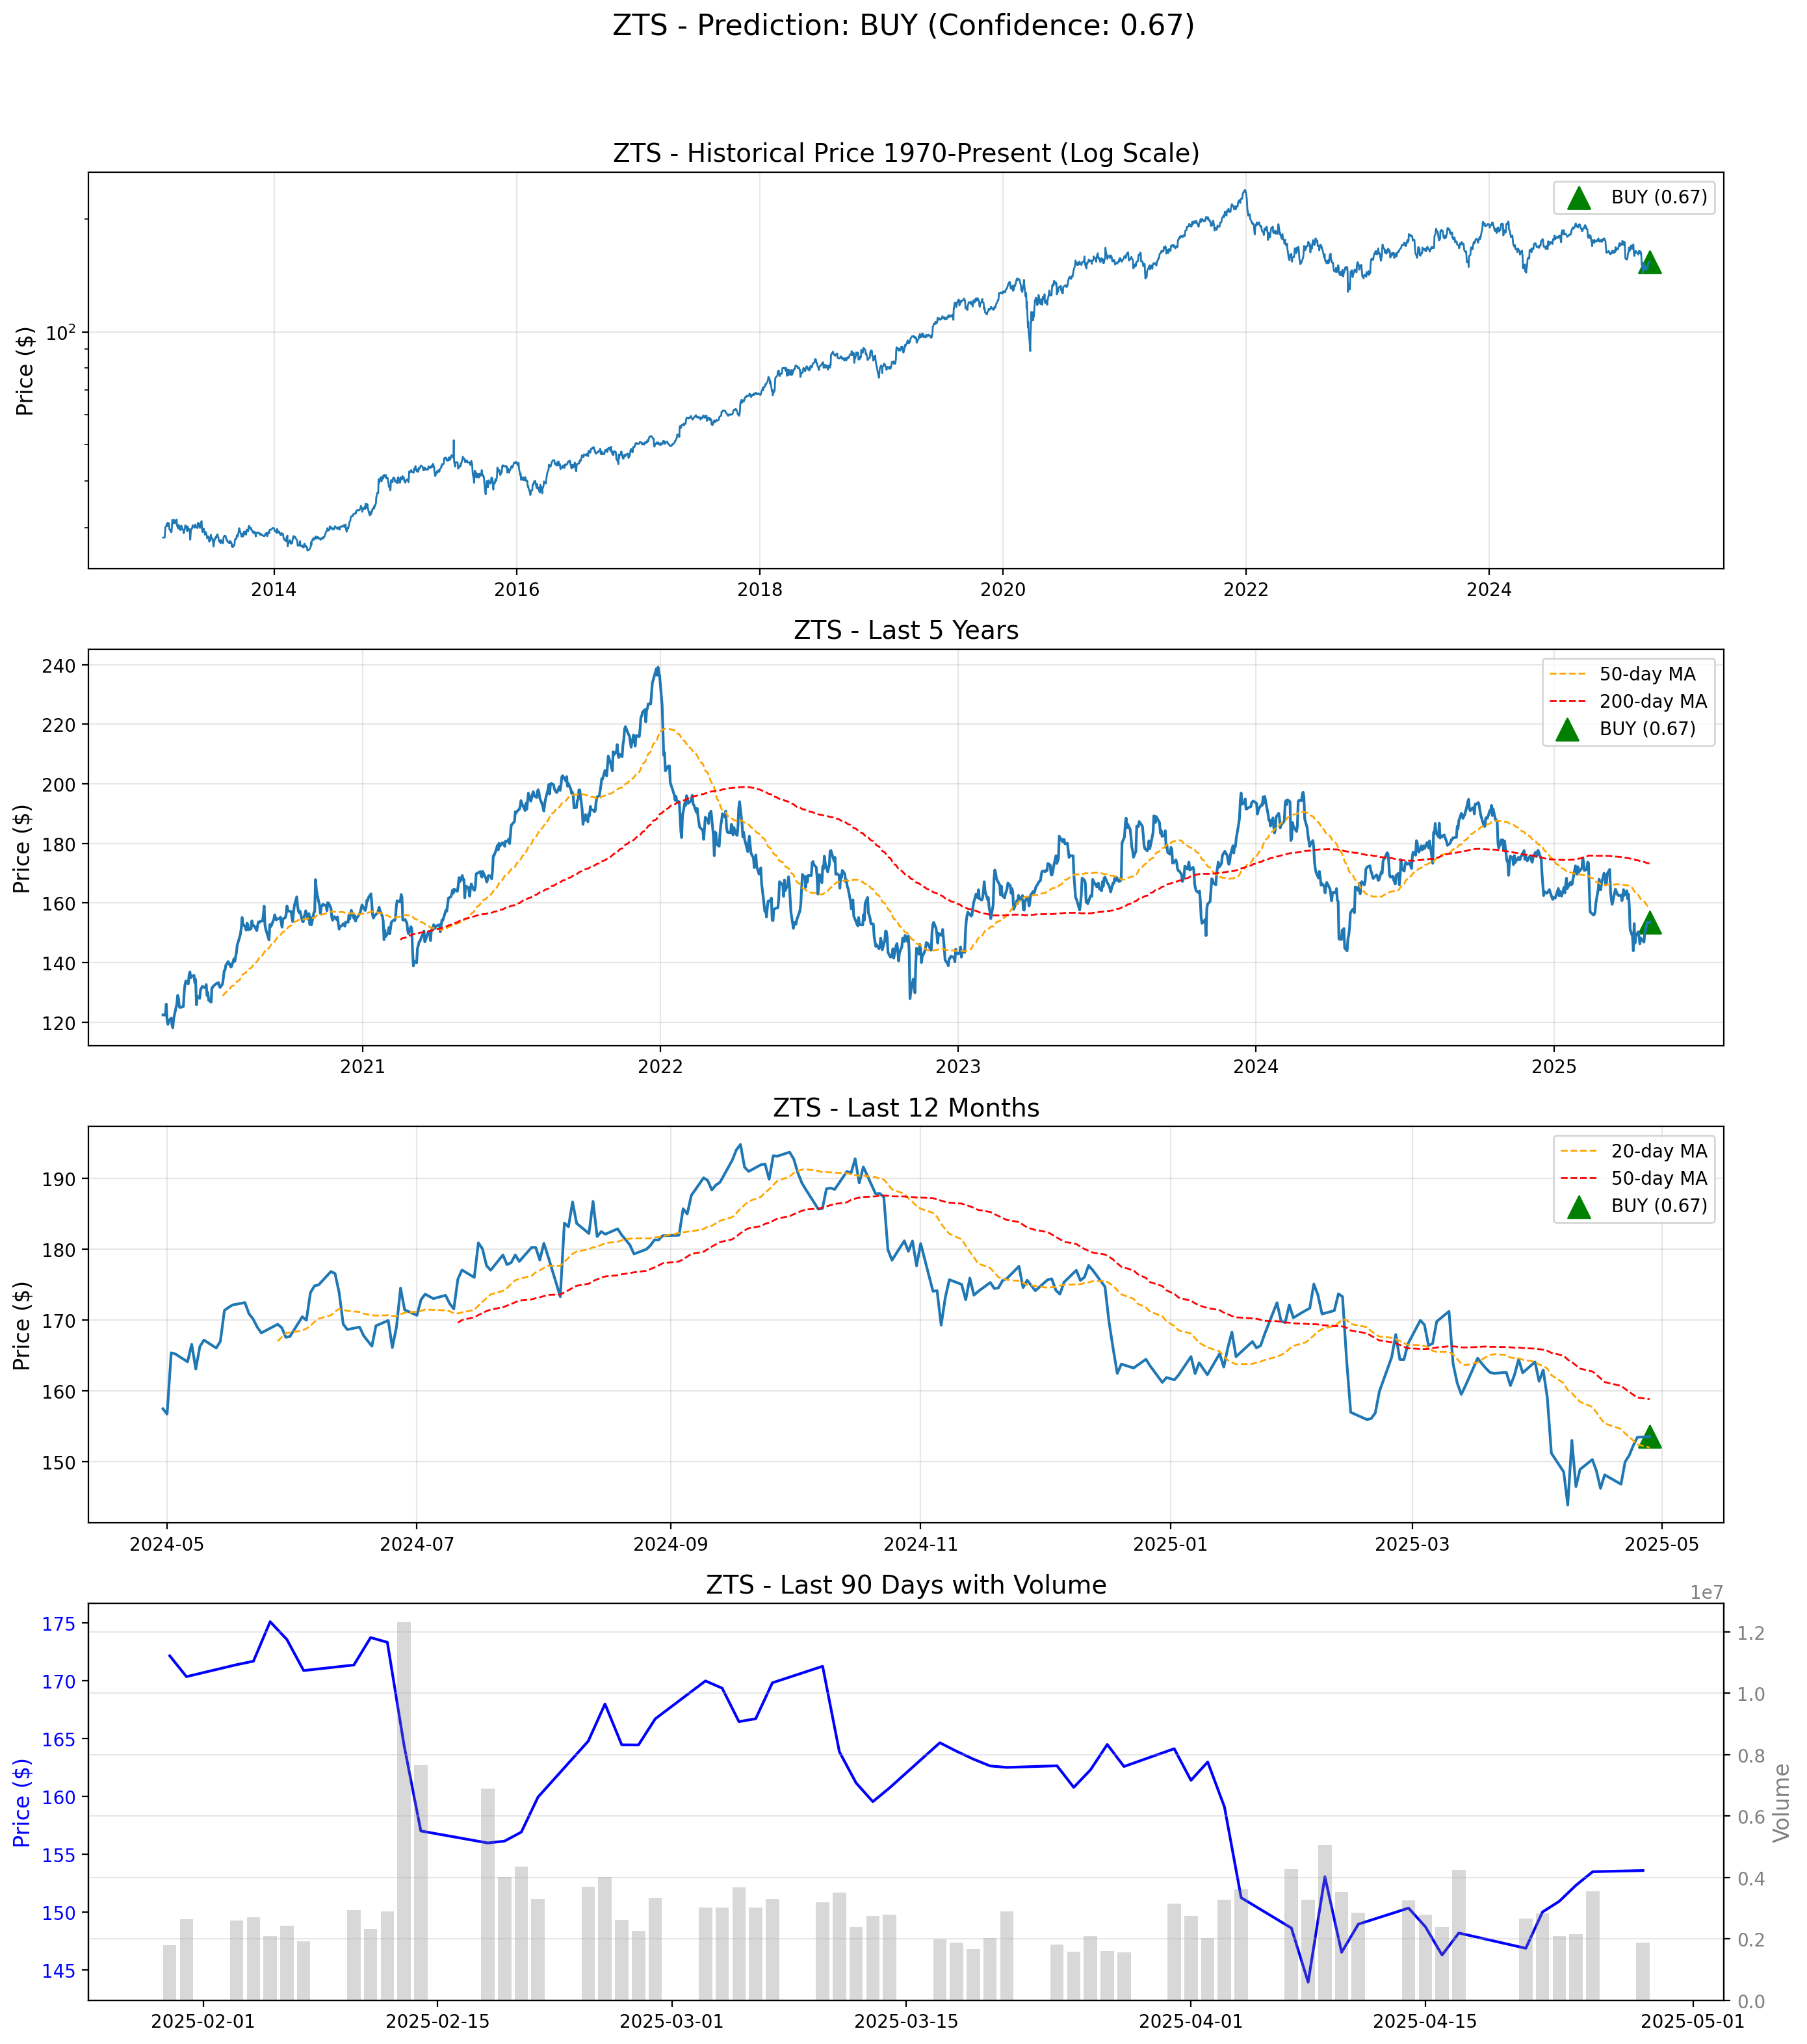 ZTS - Prediction: BUY (Confidence: 0.67)
ZTS - Historical Price 1970-Present (Log Scale)
BUY (0.67)
Price ($)
10²
2014 2016 2018 2020 2022 2024
ZTS - Last 5 Years
50-day MA
200-day MA
BUY (0.67)
Price ($)
240
220
200
180
160
140
120
2021 2022 2023 2024 2025
ZTS - Last 12 Months
20-day MA
50-day MA
BUY (0.67)
Price ($)
190
180
170
160
150
2024-05 2024-07 2024-09 2024-11 2025-01 2025-03 2025-05
ZTS - Last 90 Days with Volume
1e7
Price ($)
175
170
165
160
155
150
145
1.2
1.0
0.8
0.6
0.4
0.2
0.0
Volume
2025-02-01 2025-02-15 2025-03-01 2025-03-15 2025-04-01 2025-04-15 2025-05-01